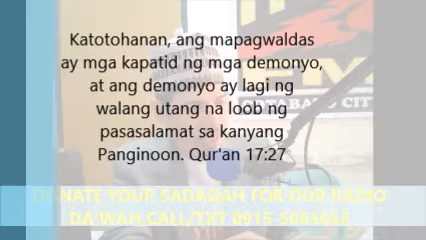 Katotohanan, ang mapagwaldas
ay mga kapatid ng mga demonyo,
at ang demonyo ay lagi ng
walang utang na loob ng
pasasalamat sa kanyang
Panginoon. Qur'an 17:27
COTABATO CIT
DONATE YOUR SADAQAH FOR OUR RADIO
DA'WAH,CALL/TXT